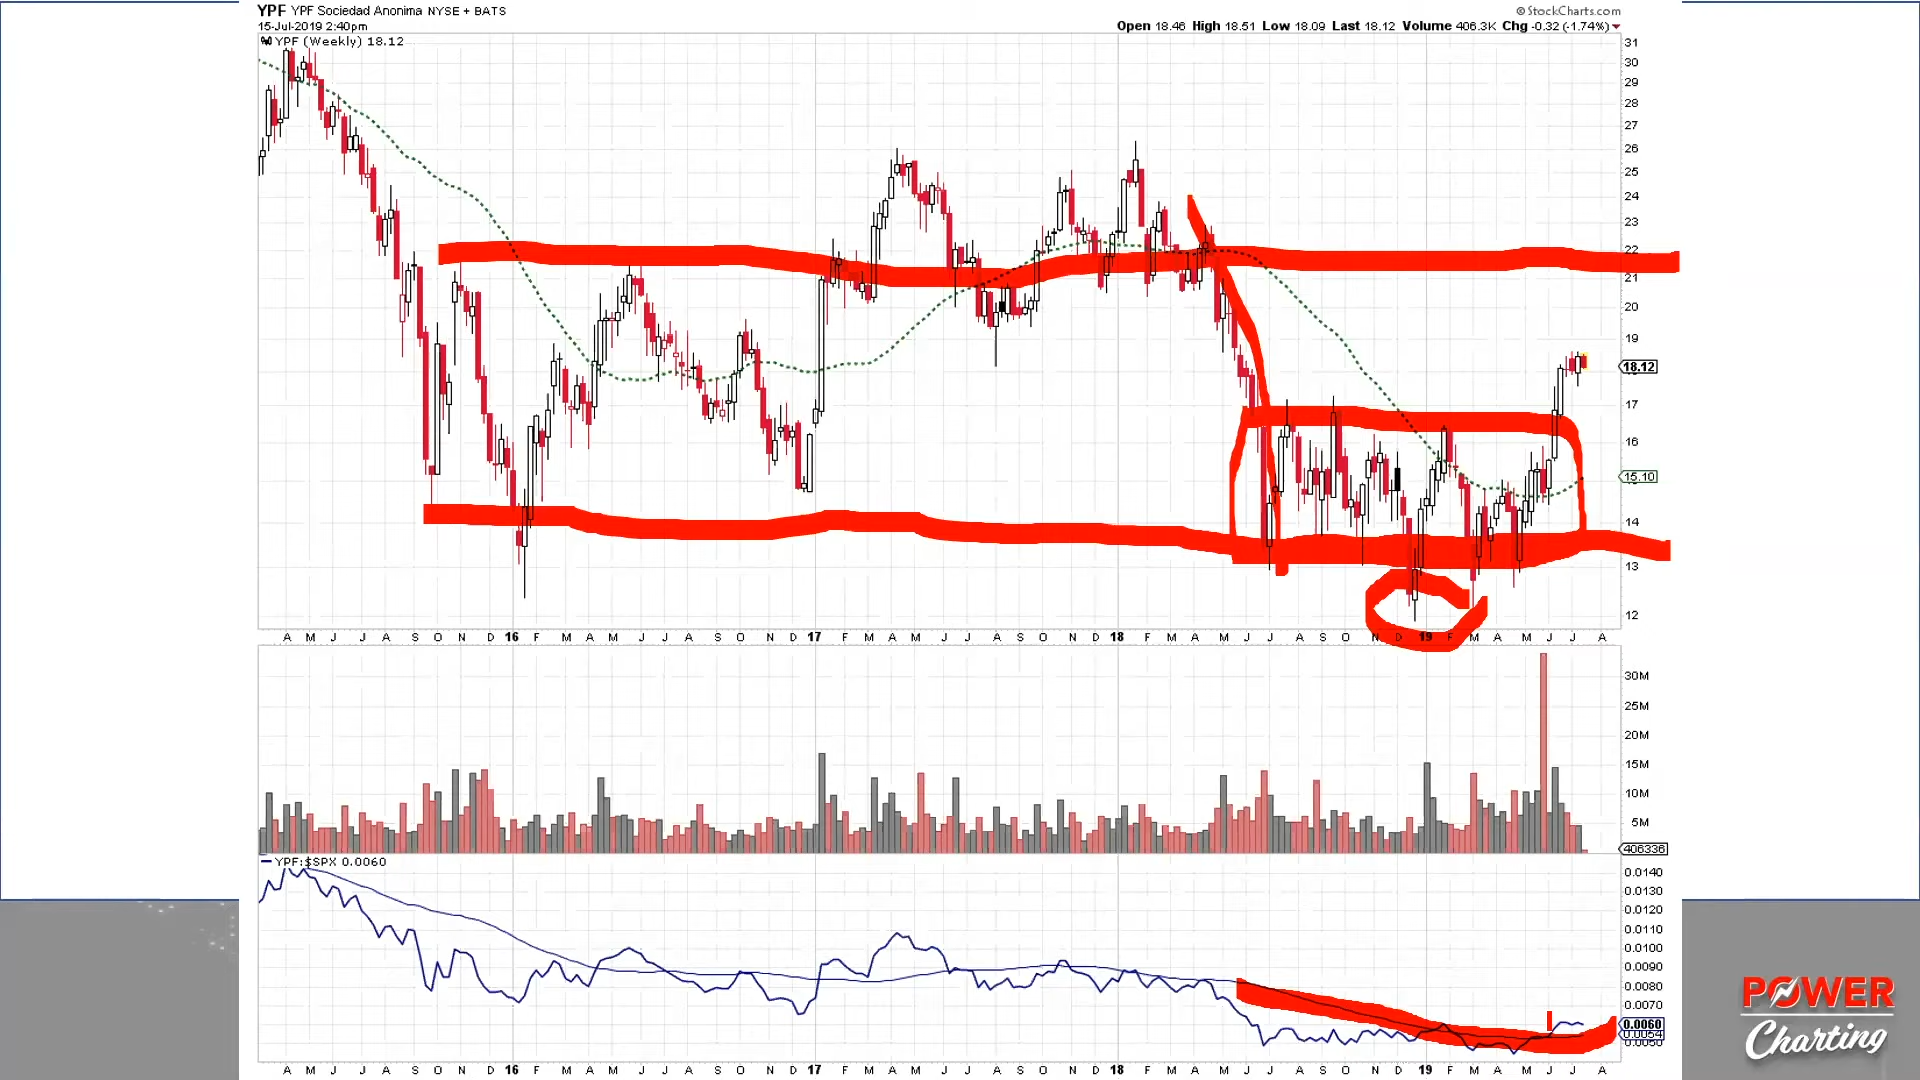 YPF YPF Sociedad Anonima NYSE + BATS
© StockCharts.com
15-Jul-2019 2:40pm
Open 18.46 High 18.51 Low 18.09 Last 18.12 Volume 406.3K Chg -0.32 (-1.74%)
YPF (Weekly) 18.12
31
30
29
28
27
26
25
24
23
22
21
20
19
18.12
17
16
15.10
14
13
12
A M J J A S O N D 16 F M A M J J A S O N D 17 F M A M J J A S O N D 18 F M A M J J A S O N D 19 F M A M J J A
30M
25M
20M
15M
10M
5M
406336
YPF:$SPX 0.0060
0.0140
0.0130
0.0120
0.0110
0.0100
0.0090
0.0080
0.0070
0.0060
0.0054
0.0050
A M J J A S O N D 16 F M A M J J A S O N D 17 F M A M J J A S O N D 18 F M A M J J A S O N D 19 F M A M J J A
POWER
Charting